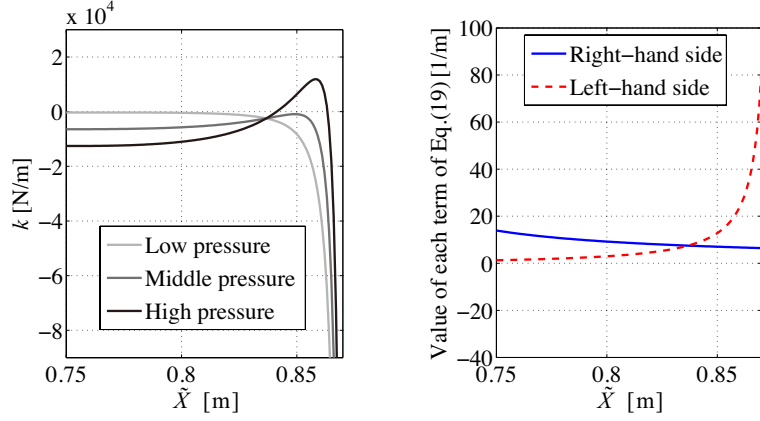 x 10⁴
2
0
−2
−4
−6
−8
k [N/m]
Low pressure
Middle pressure
High pressure
0.75
0.8
0.85
X̃ [m]
100
80
60
40
20
0
−20
−40
Value of each term of Eq.(19) [1/m]
Right−hand side
Left−hand side
0.75
0.8
0.85
X̃ [m]